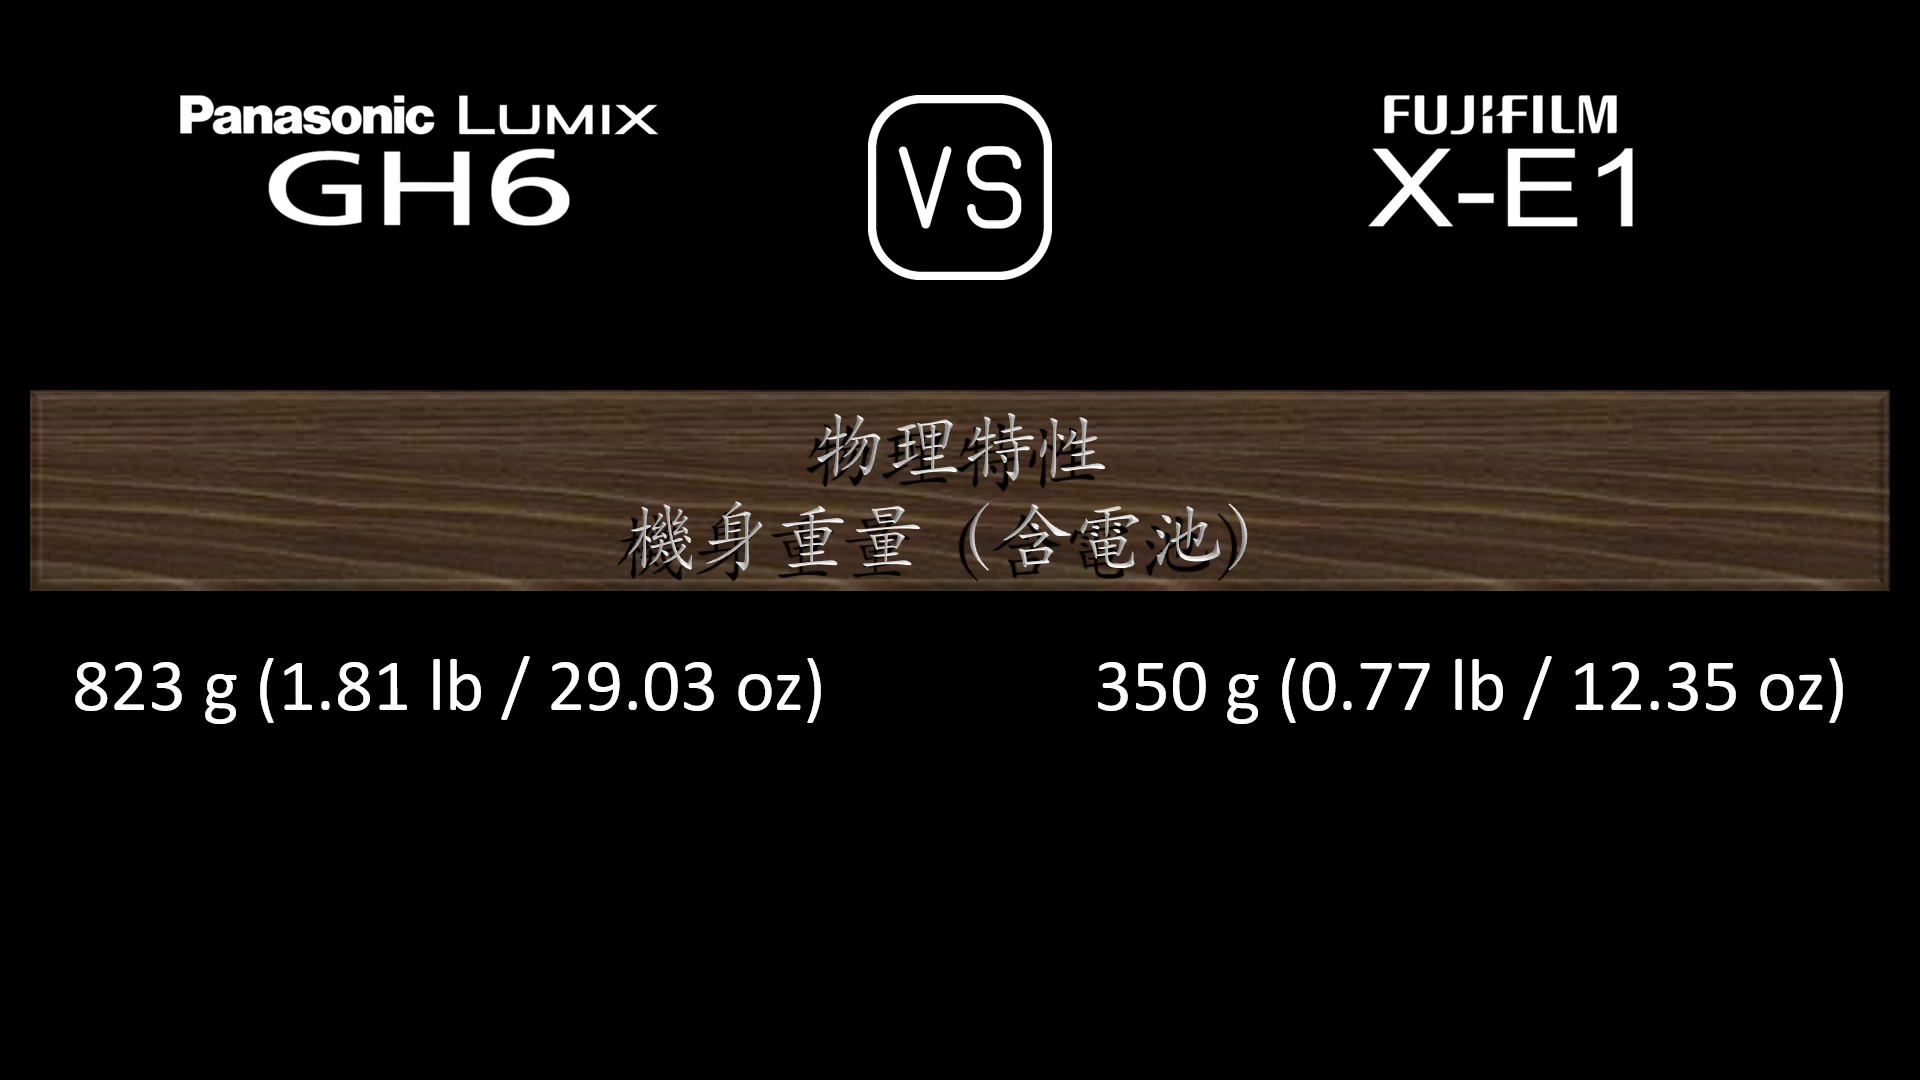 Panasonic LUMIX
GH6
VS
FUJIFILM
X-E1
物理特性
機身重量（含電池）
823 g (1.81 lb / 29.03 oz)
350 g (0.77 lb / 12.35 oz)